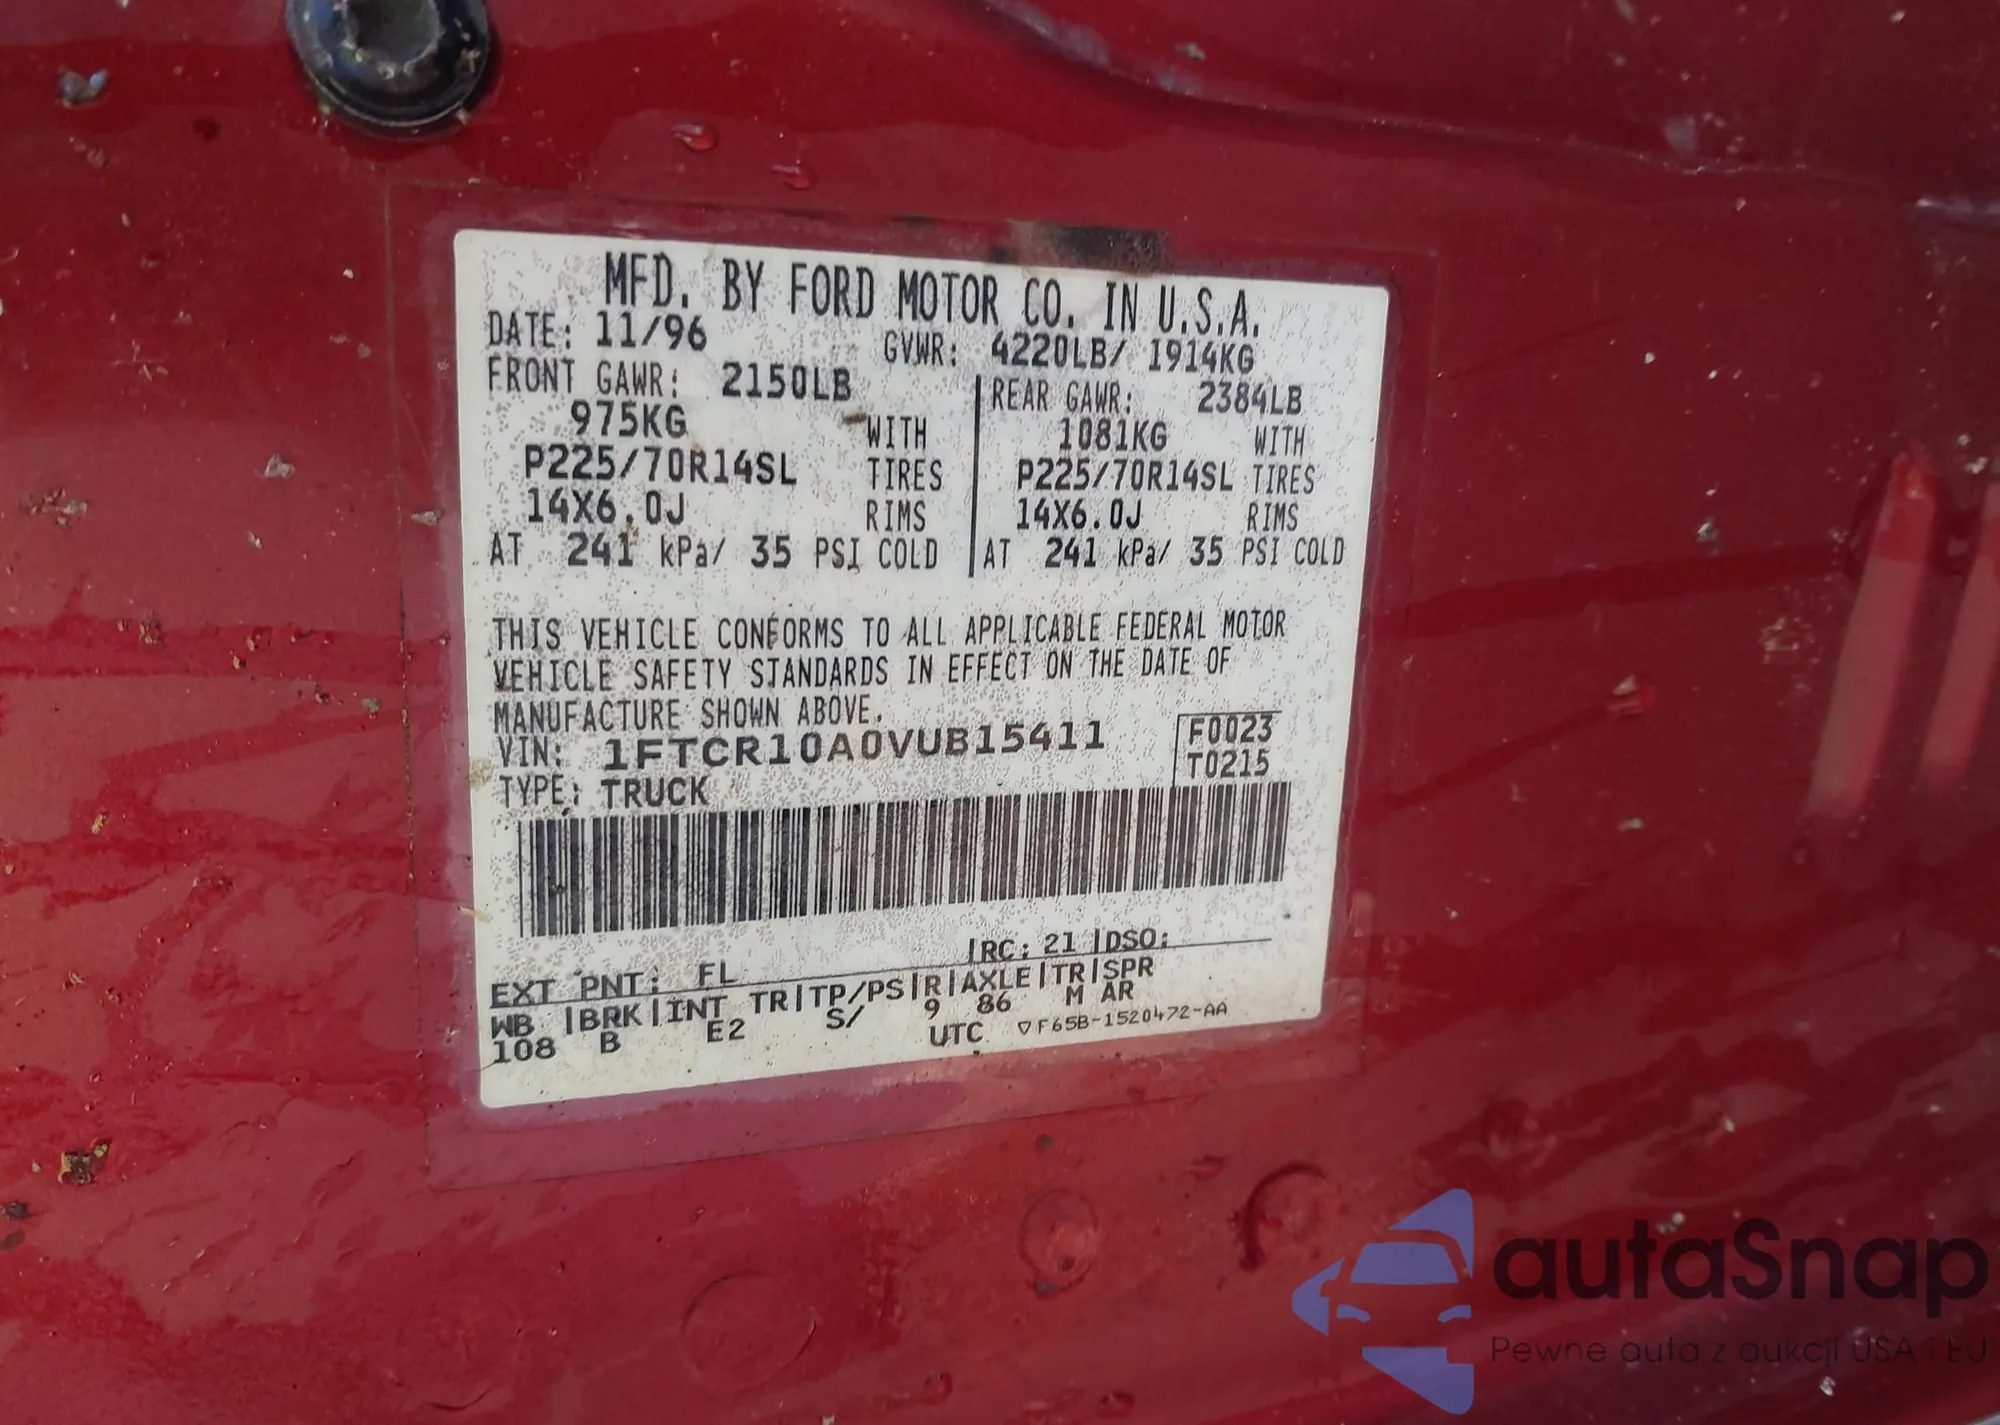 MFD. BY FORD MOTOR CO. IN U.S.A.
DATE: 11/96 GVWR: 4220LB/ 1914KG
FRONT GAWR: 2150LB REAR GAWR: 2384LB
975KG WITH 1081KG WITH
P225/70R14SL TIRES P225/70R14SL TIRES
14X6.0J RIMS 14X6.0J RIMS
AT 241 kPa/ 35 PSI COLD AT 241 kPa/ 35 PSI COLD
THIS VEHICLE CONFORMS TO ALL APPLICABLE FEDERAL MOTOR
VEHICLE SAFETY STANDARDS IN EFFECT ON THE DATE OF
MANUFACTURE SHOWN ABOVE.
VIN: 1FTCR10A0VUB15411 F0023
TYPE: TRUCK T0215
EXT PNT: FL RC: 21 DSO:
WB BRK INT TR TP/PS R AXLE TR SPR
108 B E2 S/ 9 86 M AR
UTC ▽F65B-1520472-AA
autaSnap
Pewne auta z aukcji USA i EU